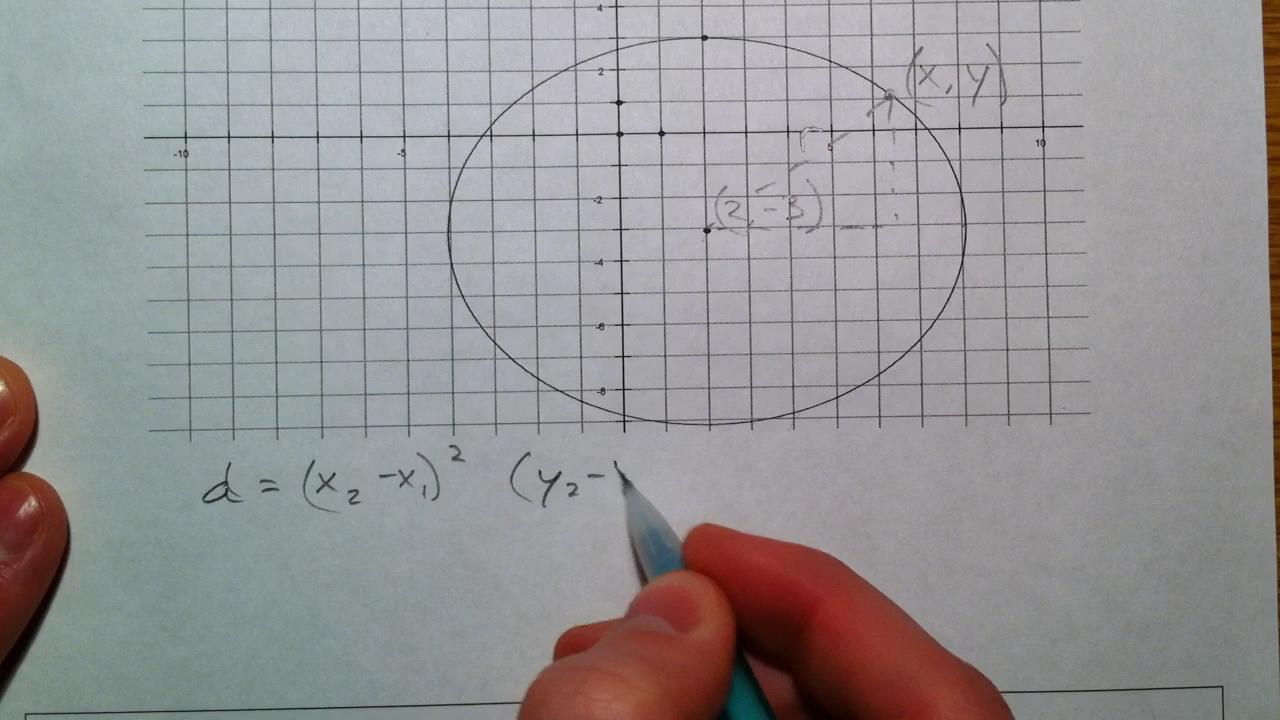 4
(x, y)
2
r
-10 -5 5 10
(2, -3)
-2
-4
-6
-8
d = (x₂ - x₁)² (y₂ -